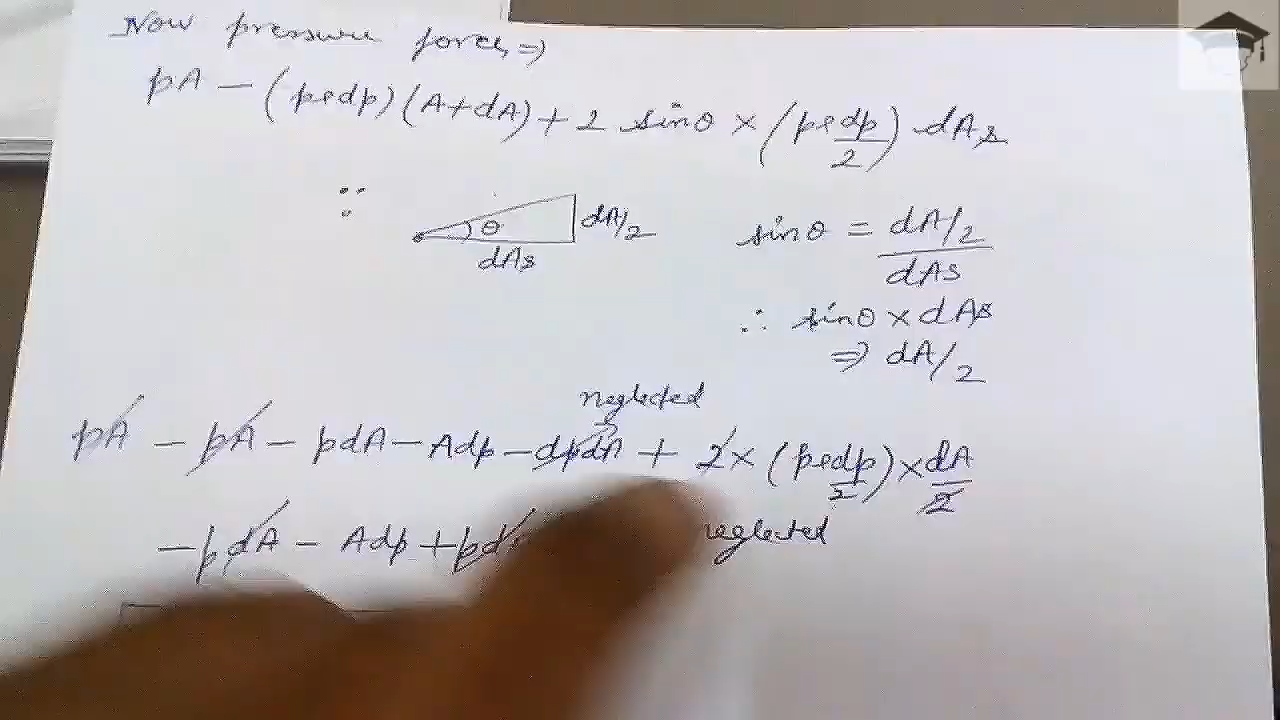 Now pressure force ⇒
pA - (p+dp)(A+dA) + 2 sinθ × (p+dp/2) dAs
∵ θ dA/2 dAs
sinθ = dA/2 / dAs
∴ sinθ × dAs
⇒ dA/2
neglected
pA - pA - pdA - Adp - dpdA + 2 × (p+dp/2) × dA/2
- pdA - Adp +
neglected